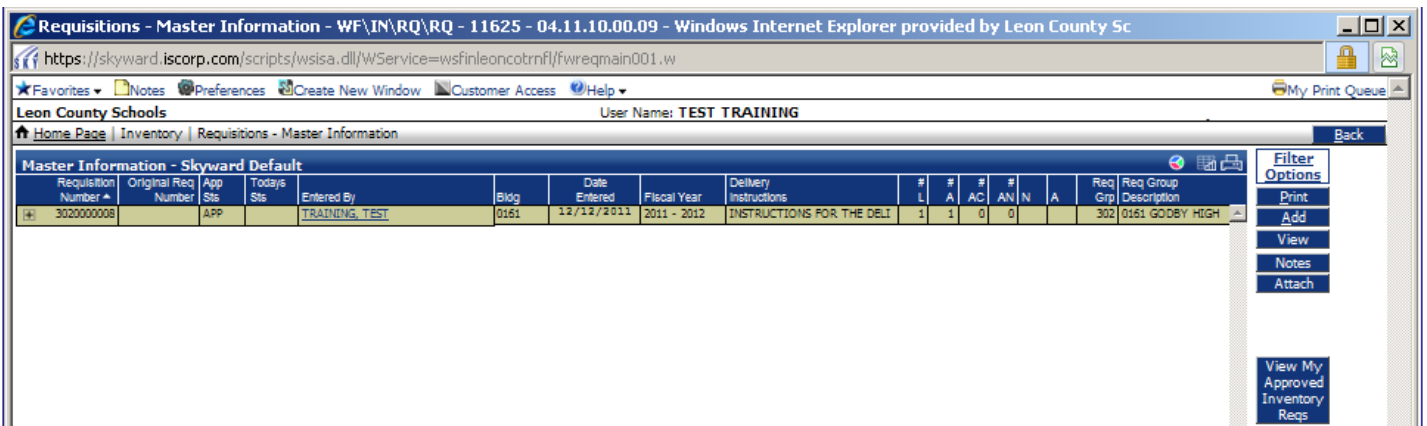 Requisitions - Master Information - WF\IN\RQ\RQ - 11625 - 04.11.10.00.09 - Windows Internet Explorer provided by Leon County Sc
https://skyward.iscorp.com/scripts/wsisa.dll/WService=wsfinleoncotrnfl/fwreqmain001.w
Favorites Notes Preferences Create New Window Customer Access Help My Print Queue
Leon County Schools User Name: TEST TRAINING
Home Page | Inventory | Requisitions - Master Information Back
Master Information - Skyward Default
Requisition Number Original Req Number App Sts Todays Sts Entered By Bldg Date Entered Fiscal Year Delivery Instructions # L # A # AC # AN N A Req Grp Req Group Description
3020000008 APP TRAINING, TEST 0161 12/12/2011 2011 - 2012 INSTRUCTIONS FOR THE DELI 1 1 0 0 302 0161 GODBY HIGH
Filter
Options
Print
Add
View
Notes
Attach
View My
Approved
Inventory
Reqs